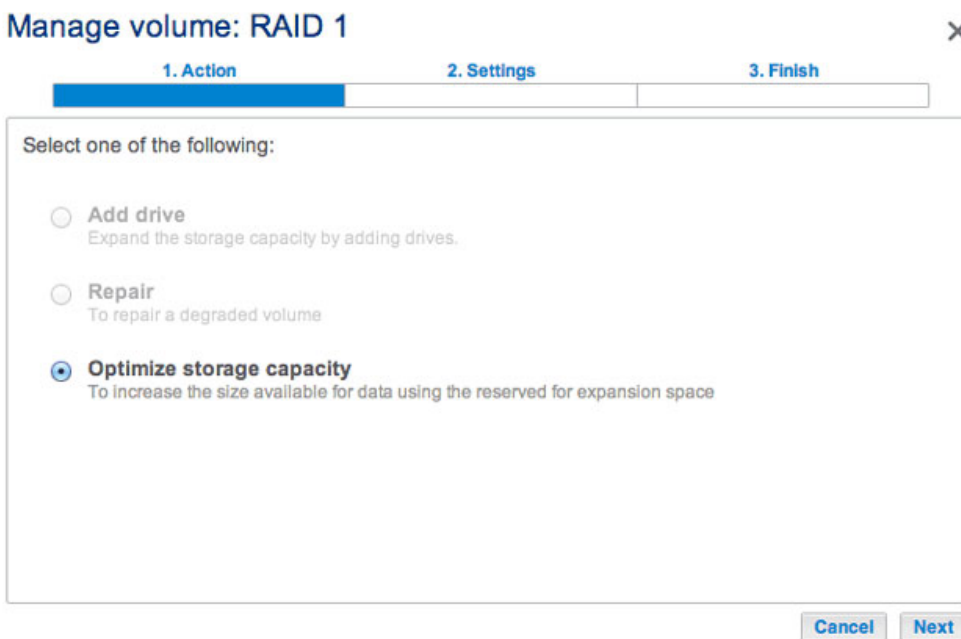 Manage volume: RAID 1
1. Action
2. Settings
3. Finish
Select one of the following:
Add drive
Expand the storage capacity by adding drives.
Repair
To repair a degraded volume
Optimize storage capacity
To increase the size available for data using the reserved for expansion space
Cancel
Next